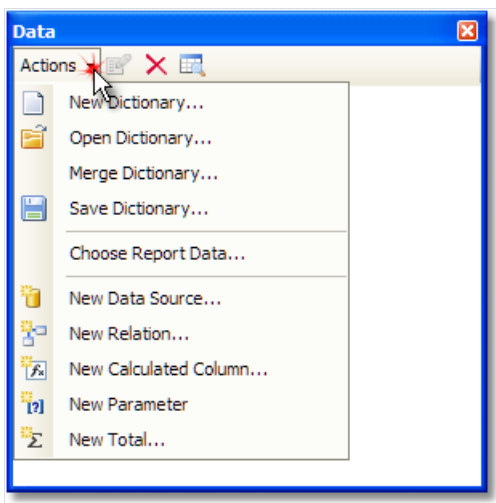 Data
Actions
New Dictionary...
Open Dictionary...
Merge Dictionary...
Save Dictionary...
Choose Report Data...
New Data Source...
New Relation...
New Calculated Column...
New Parameter
New Total...